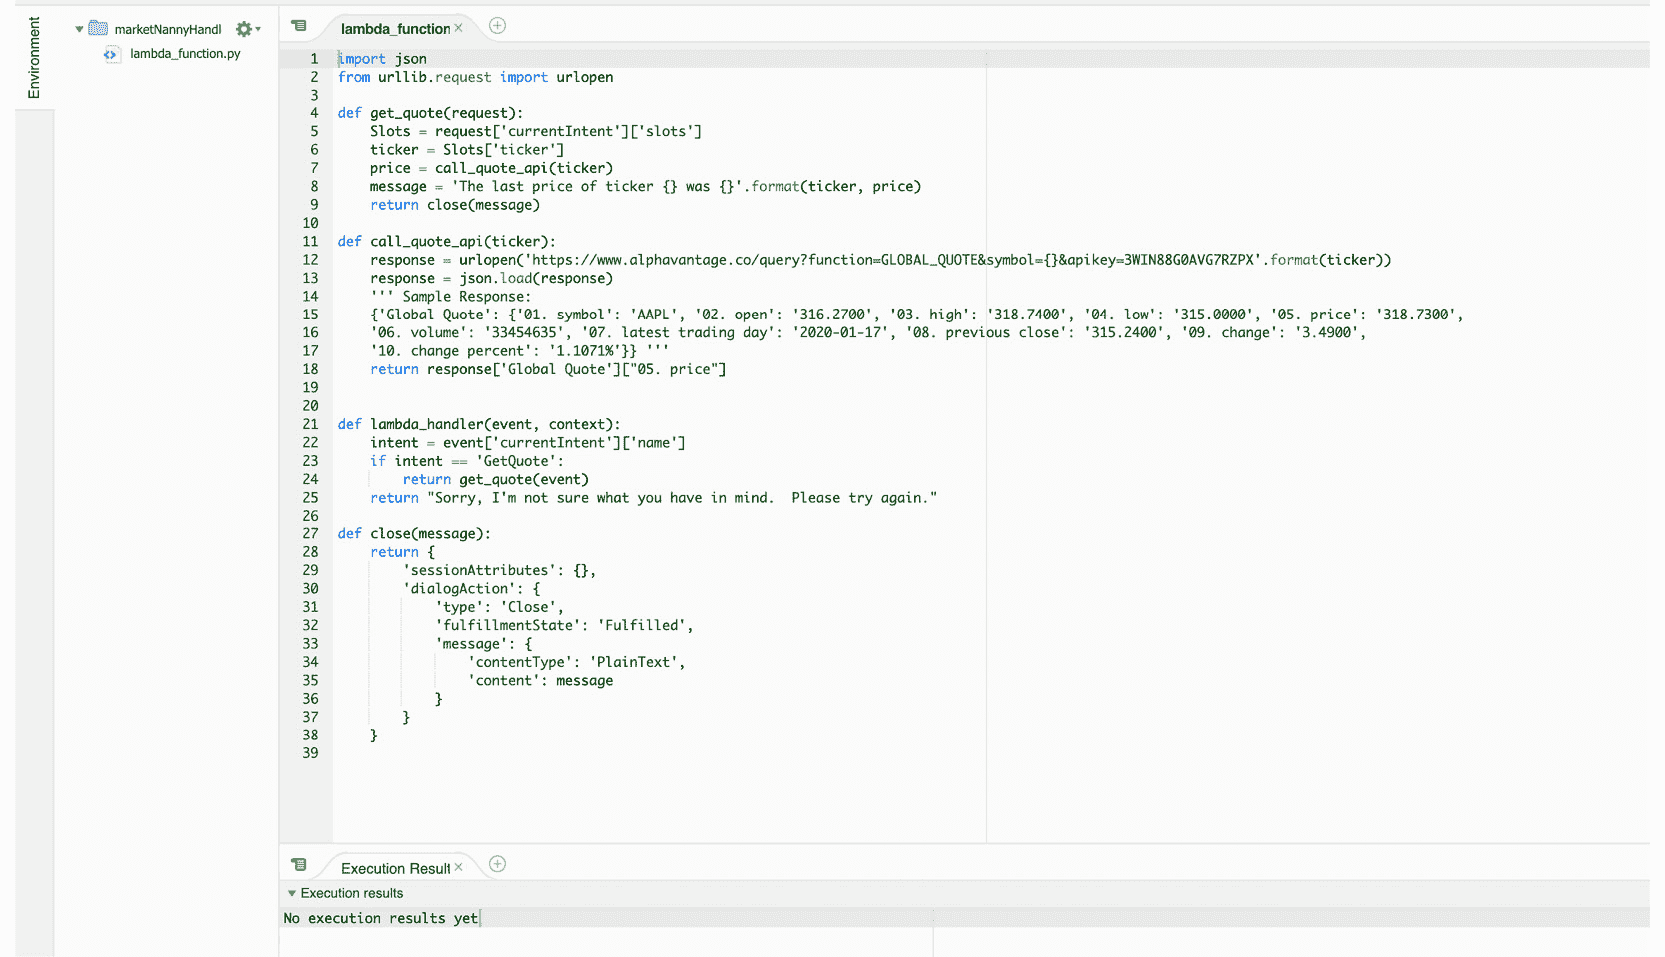 Environment
marketNannyHandl
lambda_function.py
lambda_function
1 import json
2 from urllib.request import urlopen
3
4 def get_quote(request):
5     Slots = request['currentIntent']['slots']
6     ticker = Slots['ticker']
7     price = call_quote_api(ticker)
8     message = 'The last price of ticker {} was {}'.format(ticker, price)
9     return close(message)
10
11 def call_quote_api(ticker):
12     response = urlopen('https://www.alphavantage.co/query?function=GLOBAL_QUOTE&symbol={}&apikey=3WIN88G0AVG7RZPX'.format(ticker))
13     response = json.load(response)
14     ''' Sample Response:
15     {'Global Quote': {'01. symbol': 'AAPL', '02. open': '316.2700', '03. high': '318.7400', '04. low': '315.0000', '05. price': '318.7300',
16     '06. volume': '33454635', '07. latest trading day': '2020-01-17', '08. previous close': '315.2400', '09. change': '3.4900',
17     '10. change percent': '1.1071%'}} '''
18     return response['Global Quote']["05. price"]
19
20
21 def lambda_handler(event, context):
22     intent = event['currentIntent']['name']
23     if intent == 'GetQuote':
24         return get_quote(event)
25     return "Sorry, I'm not sure what you have in mind.  Please try again."
26
27 def close(message):
28     return {
29         'sessionAttributes': {},
30         'dialogAction': {
31             'type': 'Close',
32             'fulfillmentState': 'Fulfilled',
33             'message': {
34                 'contentType': 'PlainText',
35                 'content': message
36             }
37         }
38     }
39
Execution Result
Execution results
No execution results yet